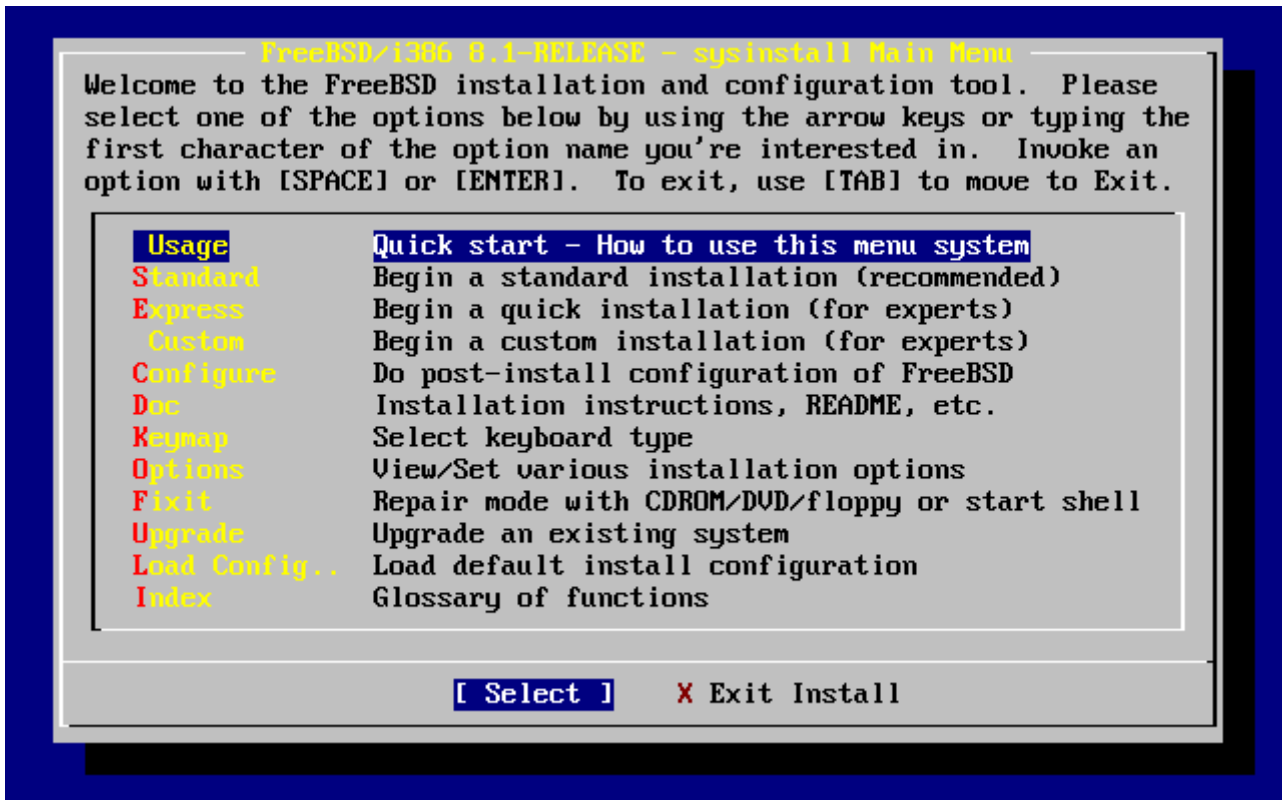 FreeBSD/i386 8.1-RELEASE - sysinstall Main Menu
Welcome to the FreeBSD installation and configuration tool.  Please
select one of the options below by using the arrow keys or typing the
first character of the option name you're interested in.  Invoke an
option with [SPACE] or [ENTER].  To exit, use [TAB] to move to Exit.
Usage Quick start - How to use this menu system
Standard Begin a standard installation (recommended)
Express Begin a quick installation (for experts)
Custom Begin a custom installation (for experts)
Configure Do post-install configuration of FreeBSD
Doc Installation instructions, README, etc.
Keymap Select keyboard type
Options View/Set various installation options
Fixit Repair mode with CDROM/DVD/floppy or start shell
Upgrade Upgrade an existing system
Load Config.. Load default install configuration
Index Glossary of functions
[ Select ] X Exit Install